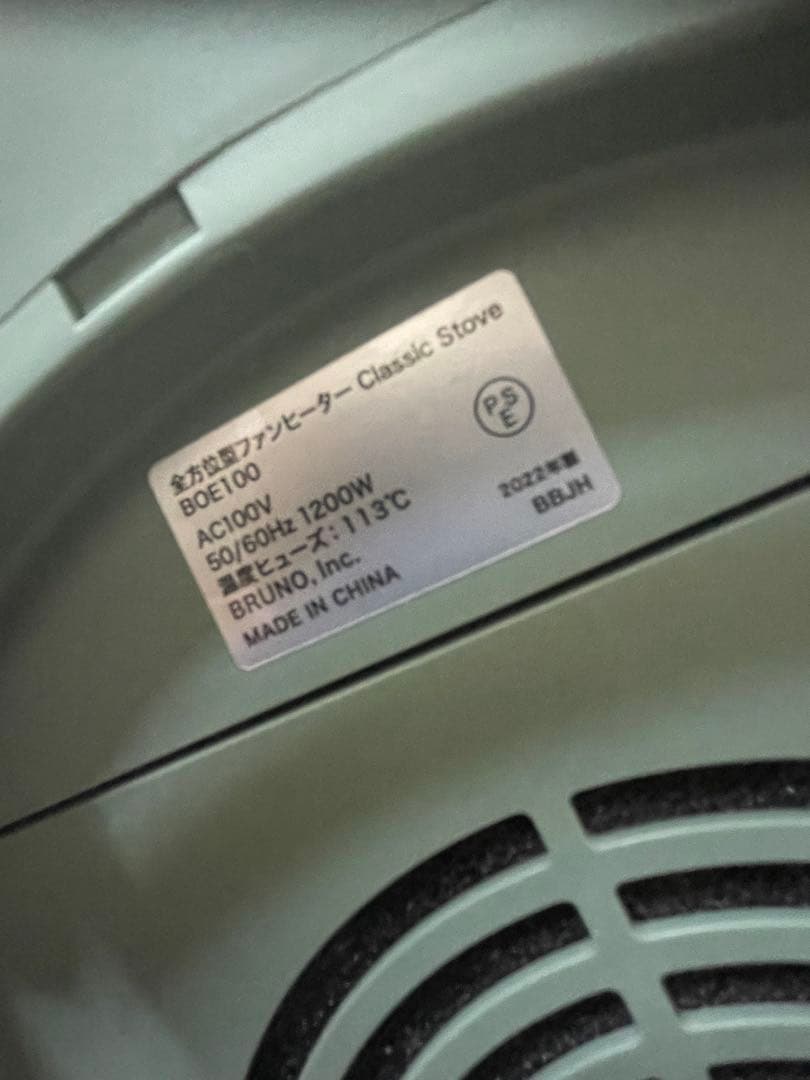 全方位型ファンヒーター Classic Stove
BOE100
PSE
AC100V
50/60Hz 1200W
温度ヒューズ：113℃
2022年製
BRUNO, Inc.
BBJH
MADE IN CHINA